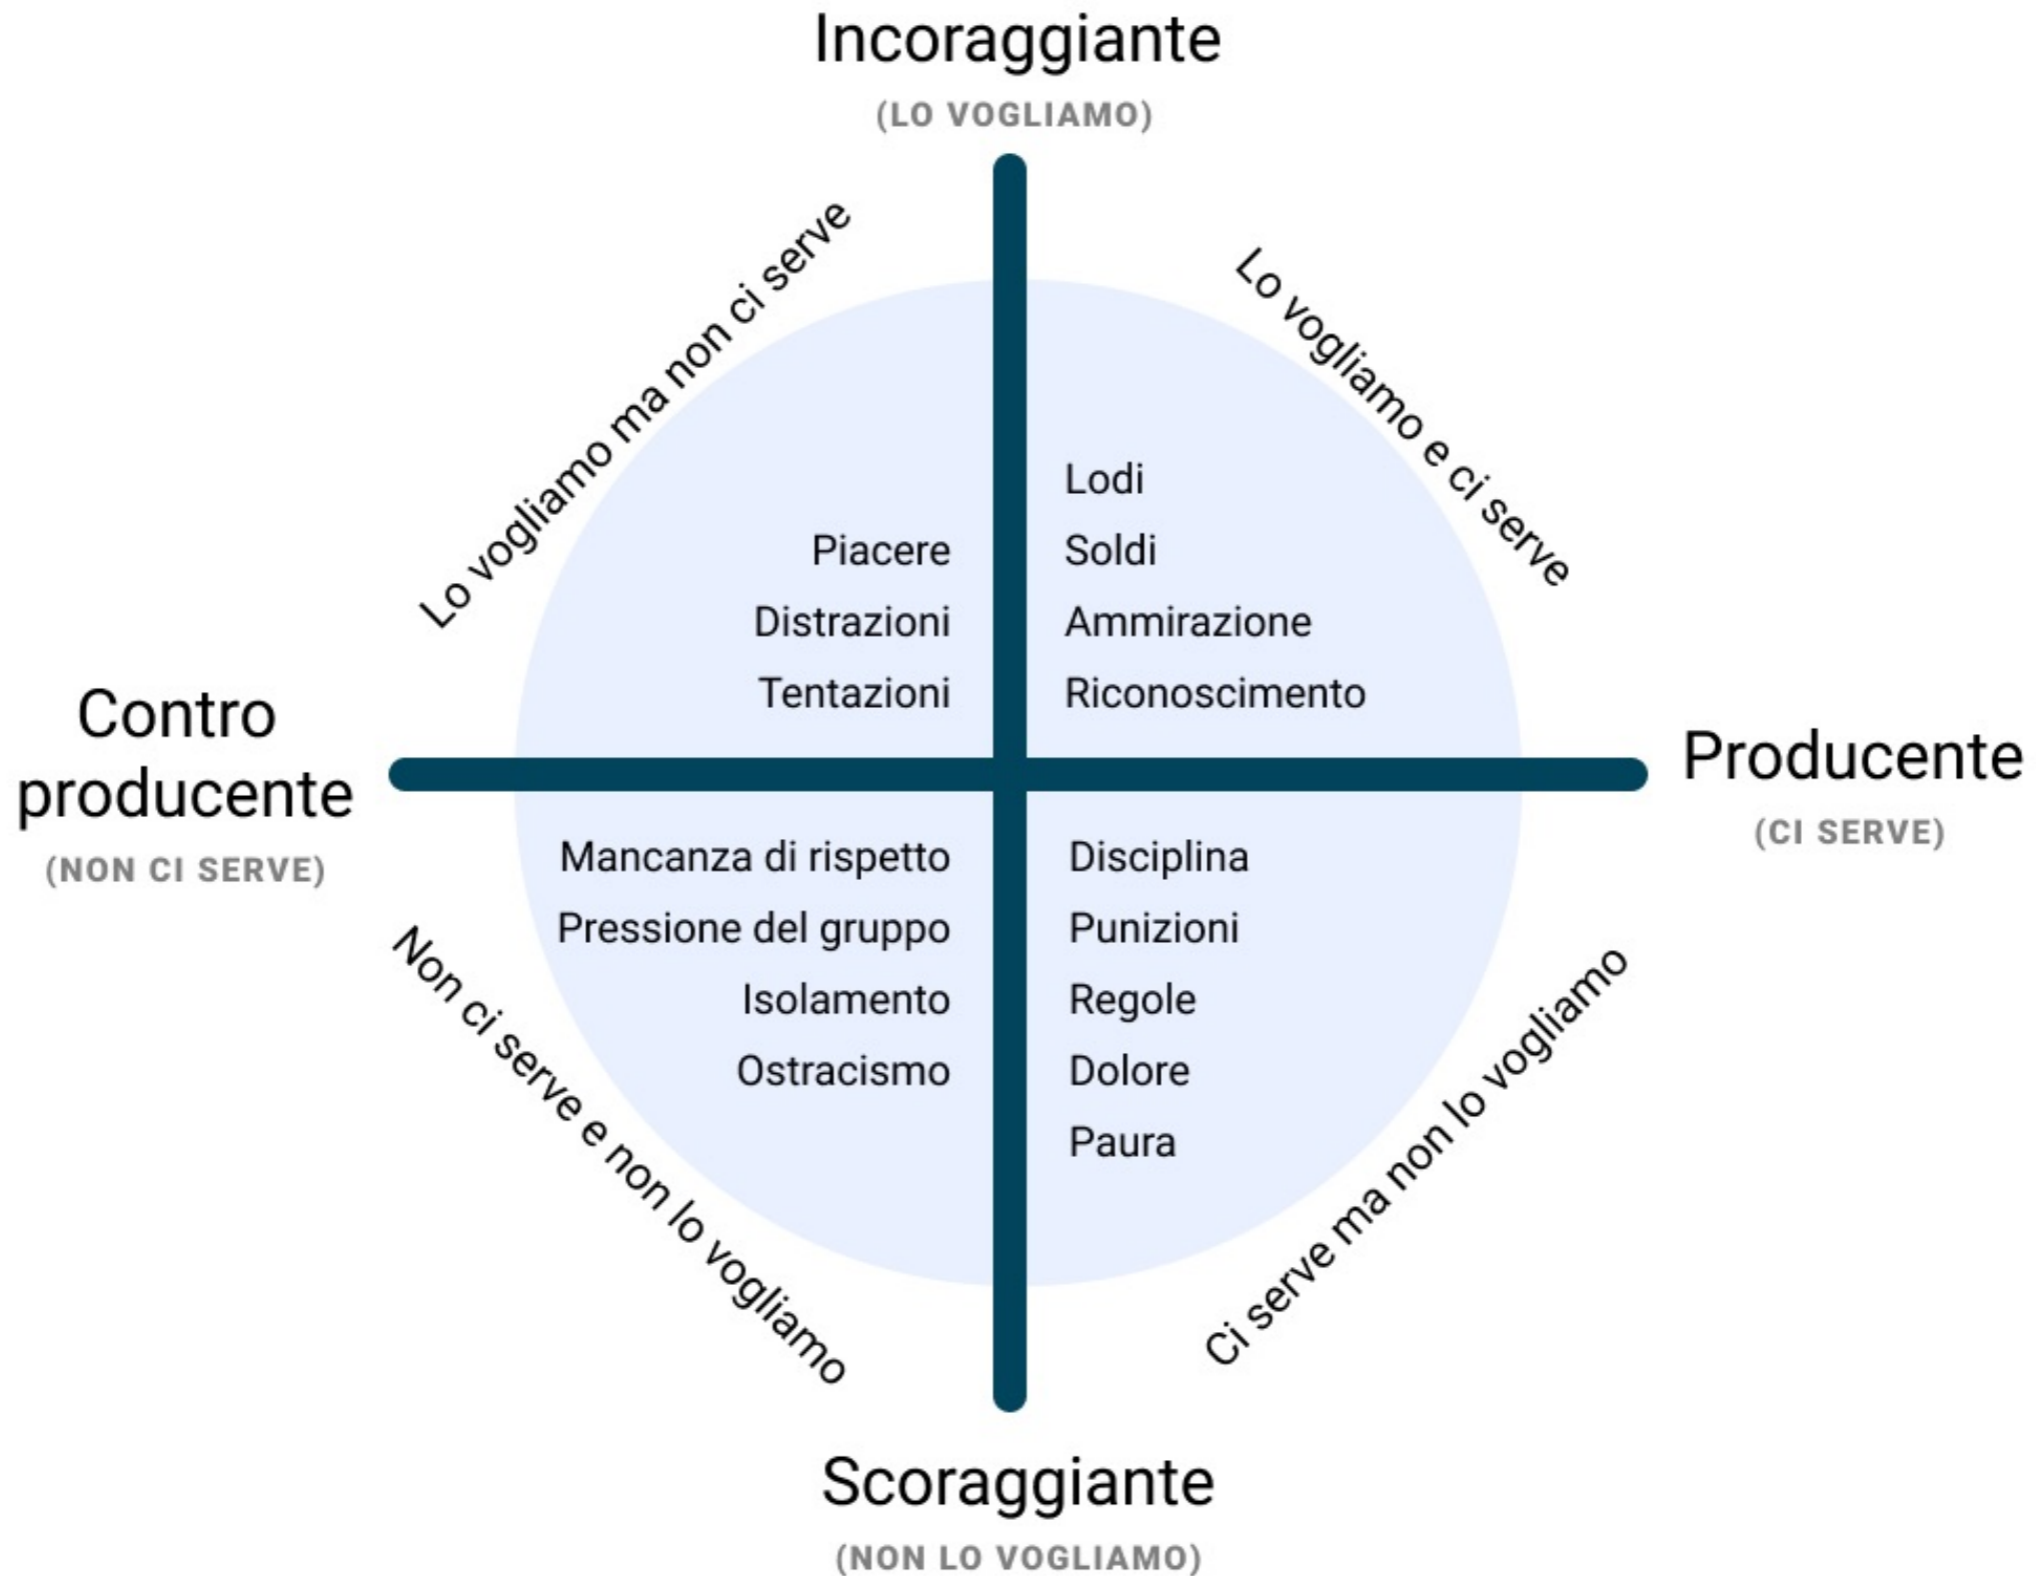 Incoraggiante
(LO VOGLIAMO)
Lo vogliamo ma non ci serve
Lo vogliamo e ci serve
Piacere
Distrazioni
Tentazioni
Lodi
Soldi
Ammirazione
Riconoscimento
Contro
producente
(NON CI SERVE)
Producente
(CI SERVE)
Mancanza di rispetto
Pressione del gruppo
Isolamento
Ostracismo
Disciplina
Punizioni
Regole
Dolore
Paura
Non ci serve e non lo vogliamo
Ci serve ma non lo vogliamo
Scoraggiante
(NON LO VOGLIAMO)